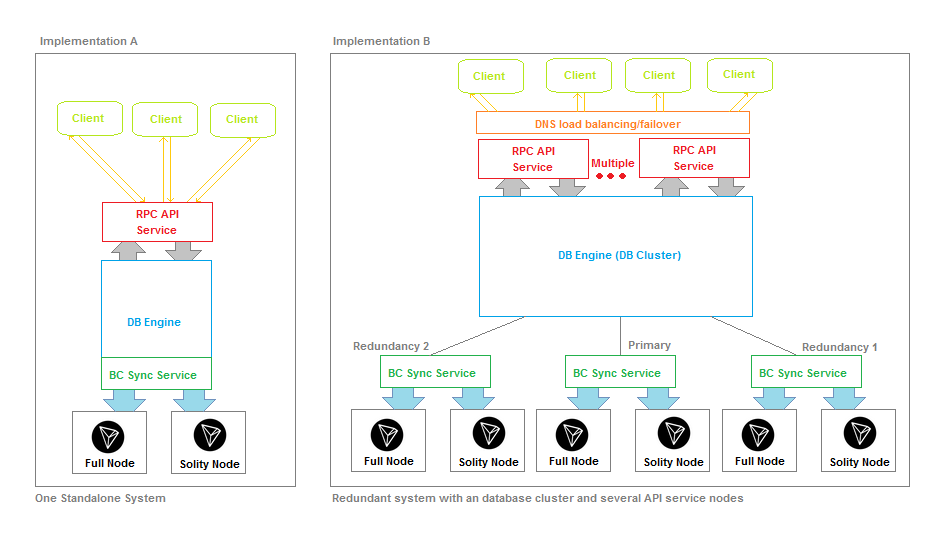 Implementation A
Client
Client
Client
RPC API
Service
DB Engine
BC Sync Service
Full Node
Solity Node
One Standalone System
Implementation B
Client
Client
Client
Client
DNS load balancing/failover
RPC API
Service
Multiple
RPC API
Service
DB Engine (DB Cluster)
Redundancy 2
Primary
Redundancy 1
BC Sync Service
BC Sync Service
BC Sync Service
Full Node
Solity Node
Full Node
Solity Node
Full Node
Solity Node
Redundant system with an database cluster and several API service nodes